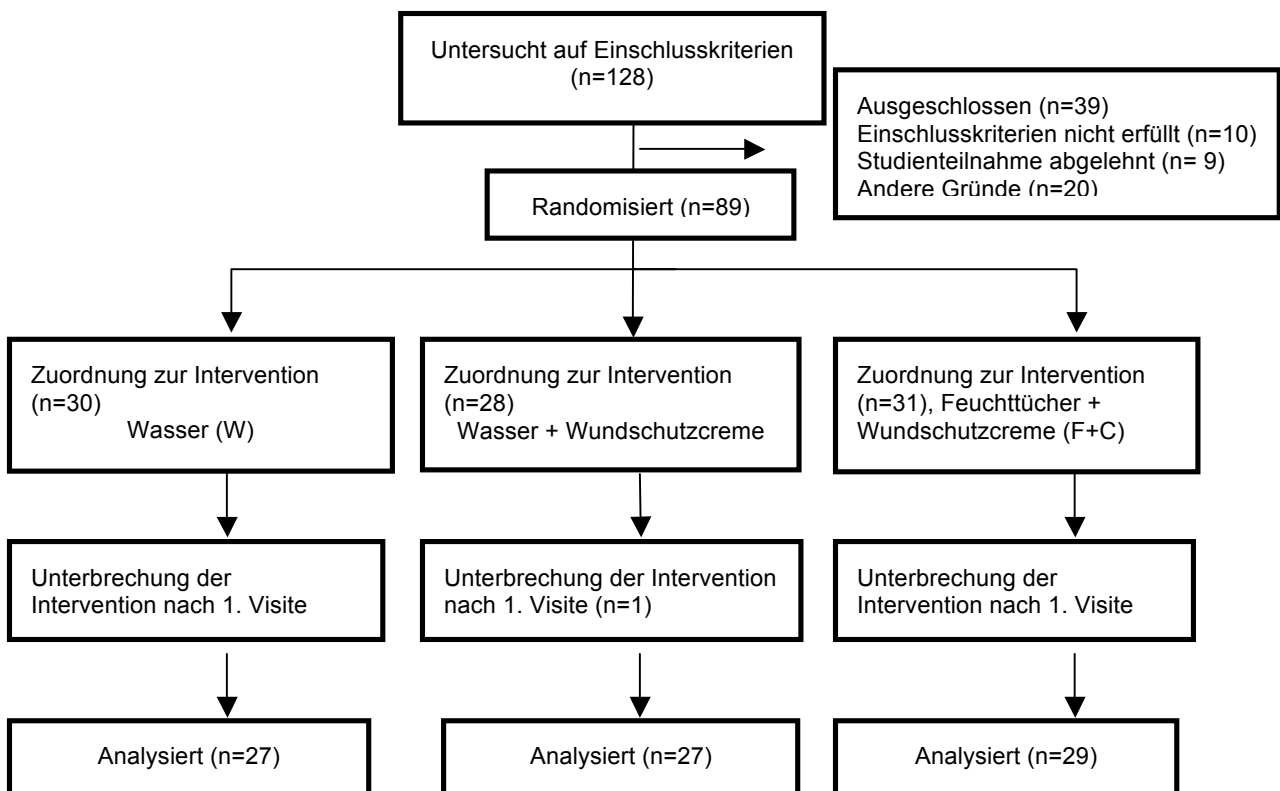 Untersucht auf Einschlusskriterien
(n=128)
Ausgeschlossen (n=39)
Einschlusskriterien nicht erfüllt (n=10)
Studienteilnahme abgelehnt (n= 9)
Andere Gründe (n=20)
Randomisiert (n=89)
Zuordnung zur Intervention
(n=30)
Wasser (W)
Zuordnung zur Intervention
(n=28)
Wasser + Wundschutzcreme
Zuordnung zur Intervention
(n=31), Feuchttücher +
Wundschutzcreme (F+C)
Unterbrechung der
Intervention nach 1. Visite
Unterbrechung der Intervention
nach 1. Visite (n=1)
Unterbrechung der
Intervention nach 1. Visite
Analysiert (n=27)
Analysiert (n=27)
Analysiert (n=29)